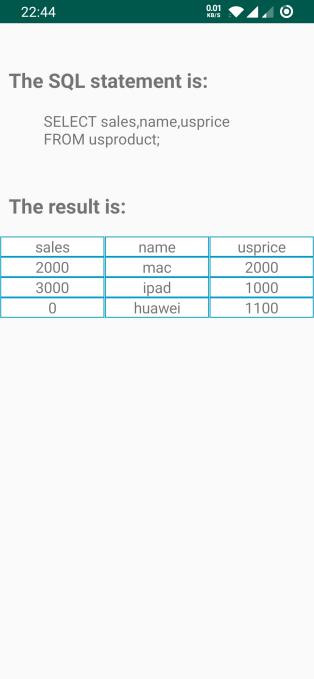 22:44
0.01
KB/S
The SQL statement is:
SELECT sales,name,usprice
FROM usproduct;
The result is:
sales name usprice
2000 mac 2000
3000 ipad 1000
0 huawei 1100